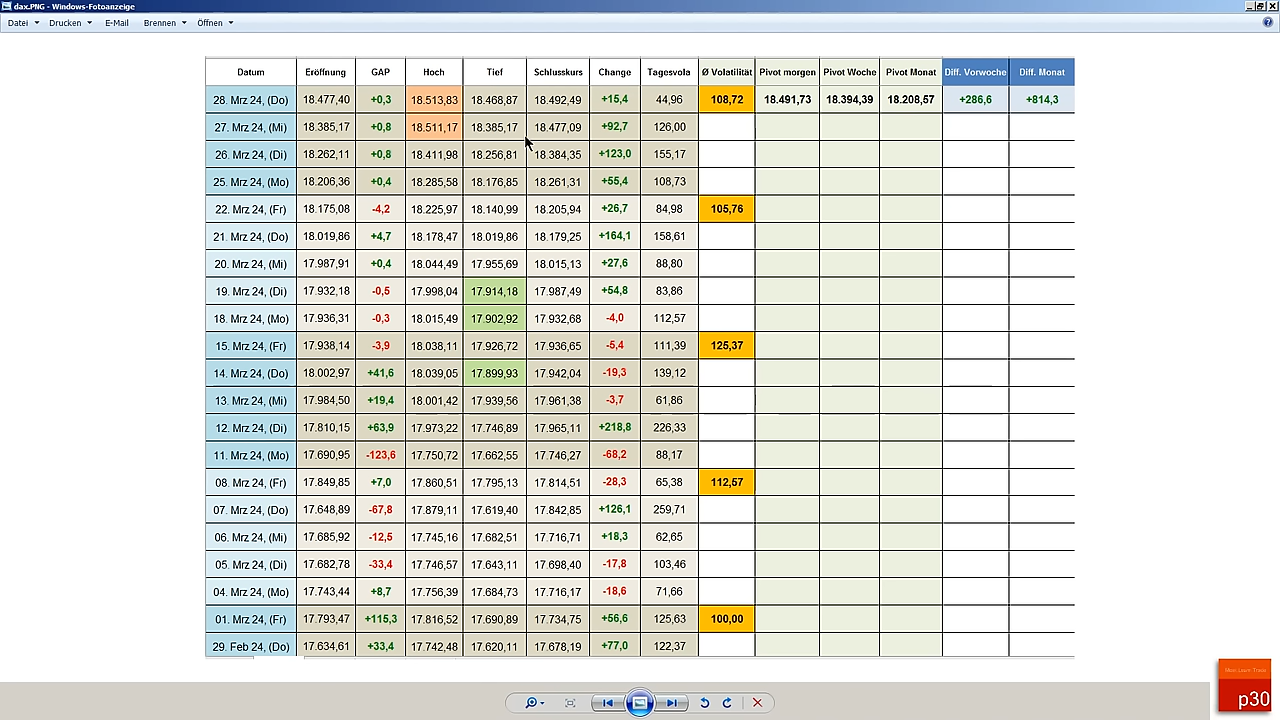 dax.PNG - Windows-Fotoanzeige
Datei Drucken E-Mail Brennen Öffnen
Datum Eröffnung GAP Hoch Tief Schlusskurs Change Tagesvola Ø Volatilität Pivot morgen Pivot Woche Pivot Monat Diff. Vorwoche Diff. Monat
28. Mrz 24, (Do) 18.477,40 +0,3 18.513,83 18.468,87 18.492,49 +15,4 44,96 108,72 18.491,73 18.394,39 18.208,57 +286,6 +814,3
27. Mrz 24, (Mi) 18.385,17 +0,8 18.511,17 18.385,17 18.477,09 +92,7 126,00
26. Mrz 24, (Di) 18.262,11 +0,8 18.411,98 18.256,81 18.384,35 +123,0 155,17
25. Mrz 24, (Mo) 18.206,36 +0,4 18.285,58 18.176,85 18.261,31 +55,4 108,73
22. Mrz 24, (Fr) 18.175,08 -4,2 18.225,97 18.140,99 18.205,94 +26,7 84,98 105,76
21. Mrz 24, (Do) 18.019,86 +4,7 18.178,47 18.019,86 18.179,25 +164,1 158,61
20. Mrz 24, (Mi) 17.987,91 +0,4 18.044,49 17.955,69 18.015,13 +27,6 88,80
19. Mrz 24, (Di) 17.932,18 -0,5 17.998,04 17.914,18 17.987,49 +54,8 83,86
18. Mrz 24, (Mo) 17.936,31 -0,3 18.015,49 17.902,92 17.932,68 -4,0 112,57
15. Mrz 24, (Fr) 17.938,14 -3,9 18.038,11 17.926,72 17.936,65 -5,4 111,39 125,37
14. Mrz 24, (Do) 18.002,97 +41,6 18.039,05 17.899,93 17.942,04 -19,3 139,12
13. Mrz 24, (Mi) 17.984,50 +19,4 18.001,42 17.939,56 17.961,38 -3,7 61,86
12. Mrz 24, (Di) 17.810,15 +63,9 17.973,22 17.746,89 17.965,11 +218,8 226,33
11. Mrz 24, (Mo) 17.690,95 -123,6 17.750,72 17.662,55 17.746,27 -68,2 88,17
08. Mrz 24, (Fr) 17.849,85 +7,0 17.860,51 17.795,13 17.814,51 -28,3 65,38 112,57
07. Mrz 24, (Do) 17.648,89 -67,8 17.879,11 17.619,40 17.842,85 +126,1 259,71
06. Mrz 24, (Mi) 17.685,92 -12,5 17.745,16 17.682,51 17.716,71 +18,3 62,65
05. Mrz 24, (Di) 17.682,78 -33,4 17.746,57 17.643,11 17.698,40 -17,8 103,46
04. Mrz 24, (Mo) 17.743,44 +8,7 17.756,39 17.684,73 17.716,17 -18,6 71,66
01. Mrz 24, (Fr) 17.793,47 +115,3 17.816,52 17.690,89 17.734,75 +56,6 125,63 100,00
29. Feb 24, (Do) 17.634,61 +33,4 17.742,48 17.620,11 17.678,19 +77,0 122,37
p30